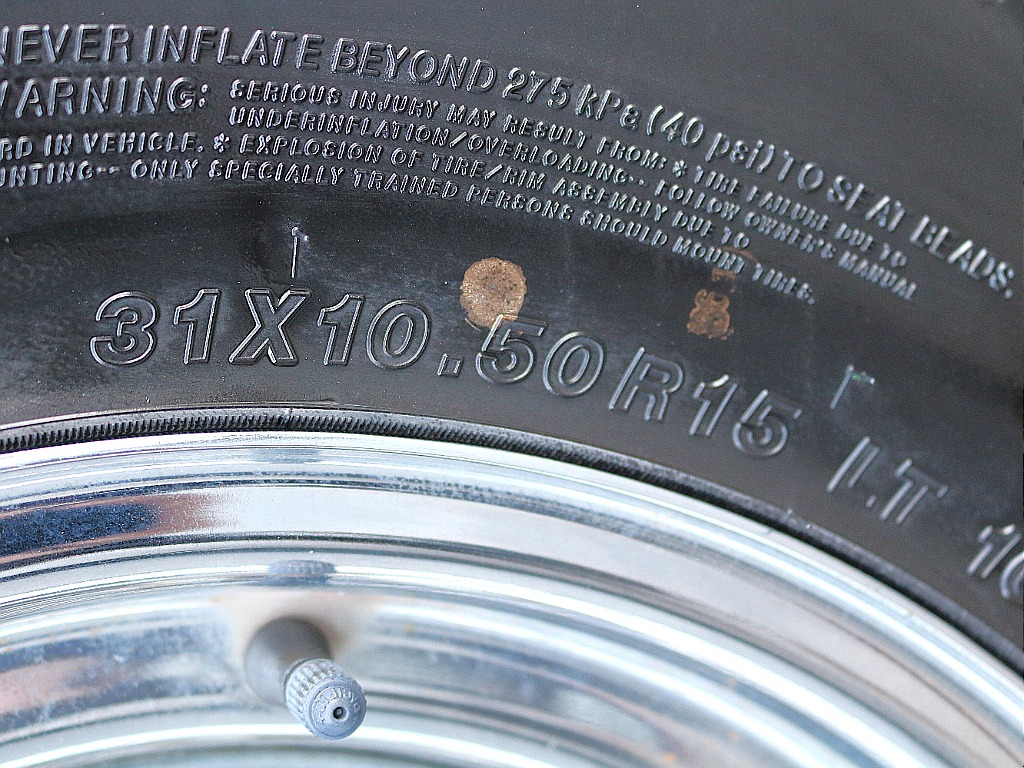 NEVER INFLATE BEYOND 275 kPa (40 psi) TO SEAT BEADS.
WARNING: SERIOUS INJURY MAY RESULT FROM: * TIRE FAILURE DUE TO
UNDERINFLATION/OVERLOADING-- FOLLOW OWNER'S MANUAL
RD IN VEHICLE. * EXPLOSION OF TIRE/RIM ASSEMBLY DUE TO
UNTING-- ONLY SPECIALLY TRAINED PERSONS SHOULD MOUNT TIRES.
31X10.50R15 LT